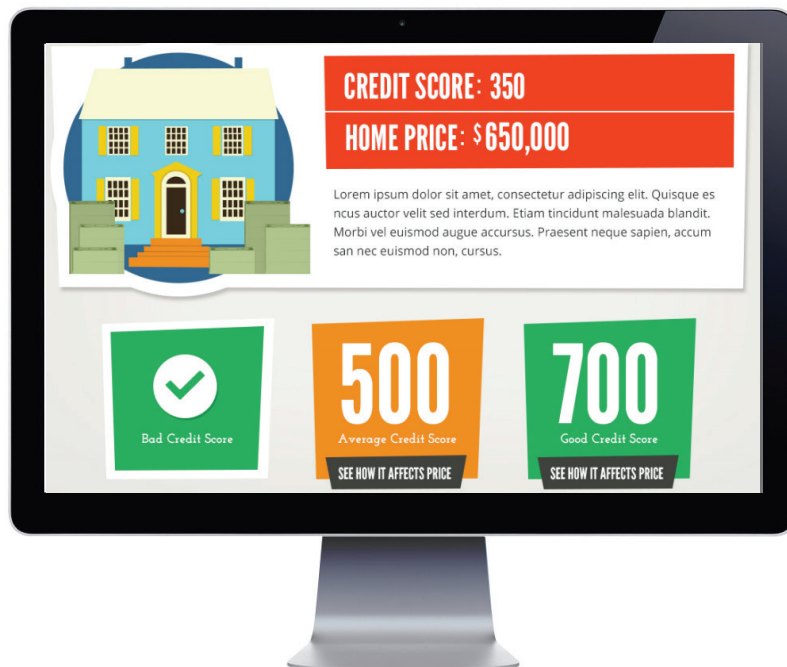 CREDIT SCORE: 350
HOME PRICE: $650,000
Lorem ipsum dolor sit amet, consectetur adipiscing elit. Quisque es
ncus auctor velit sed interdum. Etiam tincidunt malesuada blandit.
Morbi vel euismod augue accursus. Praesent neque sapien, accum
san nec euismod non, cursus.
Bad Credit Score
500
Average Credit Score
SEE HOW IT AFFECTS PRICE
700
Good Credit Score
SEE HOW IT AFFECTS PRICE